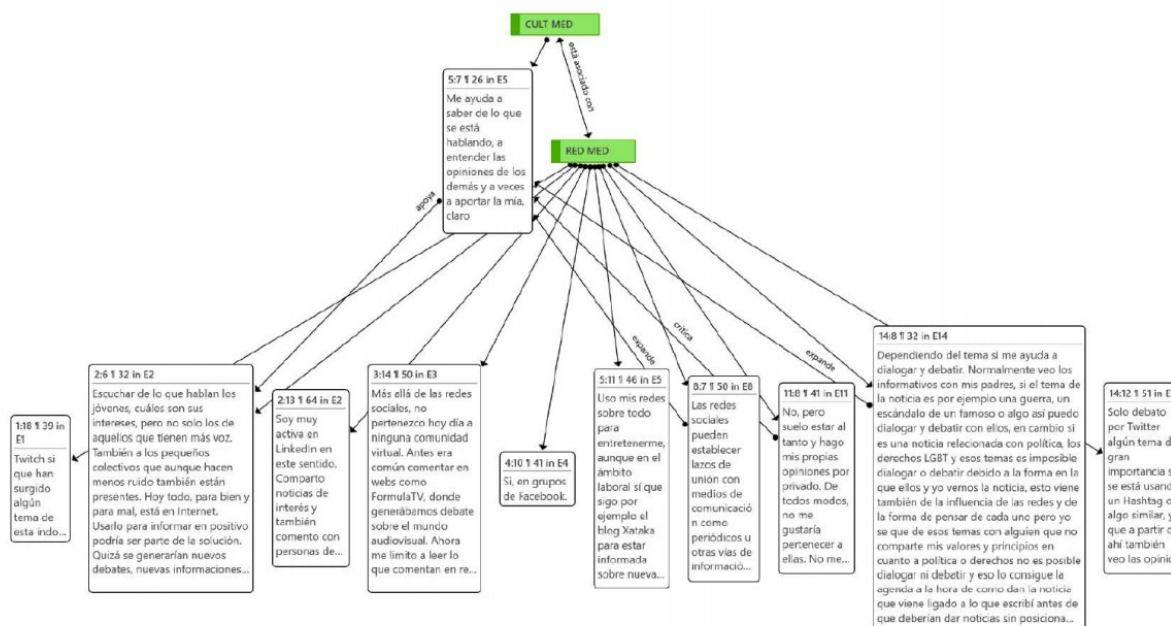 CULT MED
está asociado con
5:7 ¶ 26 in E5
Me ayuda a
saber de lo que
se está
hablando, a
entender las
opiniones de los
demás y a veces
a aportar la mía,
claro
RED MED
apoya
expande
critica
expande
1:18 ¶ 39 in
E1
Twitch si
que han
surgido
algún
tema de
esta índo...
2:6 ¶ 32 in E2
Escuchar de lo que hablan los
jóvenes, cuáles son sus
intereses, pero no solo los de
aquellos que tienen más voz.
También a los pequeños
colectivos que aunque hacen
menos ruido también están
presentes. Hoy todo, para bien y
para mal, está en Internet.
Usarlo para informar en positivo
podría ser parte de la solución.
Quizá se generarían nuevos
debates, nuevas informaciones...
2:13 ¶ 64 in E2
Soy muy
activa en
LinkedIn en
este sentido.
Comparto
noticias de
interés y
también
comento con
personas de...
3:14 ¶ 50 in E3
Más allá de las redes
sociales, no
pertenezco hoy día a
ninguna comunidad
virtual. Antes era
común comentar en
webs como
FormulaTV, donde
generábamos debate
sobre el mundo
audiovisual. Ahora
me limito a leer lo
que comentan en re...
4:10 ¶ 41 in E4
Si, en grupos
de Facebook.
5:11 ¶ 46 in E5
Uso mis redes
sobre todo
para
entretenerme,
aunque en el
ámbito
laboral sí que
sigo por
ejemplo el
blog Xataka
para estar
informada
sobre nueva...
8:7 ¶ 50 in E8
Las redes
sociales
pueden
establecer
lazos de
unión con
medios de
comunicació
n como
periódicos u
otras vías de
informació...
11:8 ¶ 41 in E11
No, pero
suelo estar al
tanto y hago
mis propias
opiniones por
privado. De
todos modos,
no me
gustaría
pertenecer a
ellas. No me...
14:8 ¶ 32 in E14
Dependiendo del tema si me ayuda a
dialogar y debatir. Normalmente veo los
informativos con mis padres, si el tema de
la noticia es por ejemplo una guerra, un
escándalo de un famoso o algo así puedo
dialogar y debatir con ellos, en cambio si
es una noticia relacionada con política, los
derechos LGBT y esos temas es imposible
dialogar o debatir debido a la forma en la
que ellos y yo vemos la noticia, esto viene
también de la influencia de las redes y de
la forma de pensar de cada uno pero yo
se que de esos temas con alguien que no
comparte mis valores y principios en
cuanto a política o derechos no es posible
dialogar ni debatir y eso lo consigue la
agenda a la hora de como dan la noticia
que viene ligado a lo que escribí antes de
que deberían dar noticias sin posiciona...
14:12 ¶ 51 in
Solo debato
por Twitter
algún tema d
gran
importancia s
se está usand
un Hashtag o
algo similar, y
que a partir d
ahí también
veo las opinio